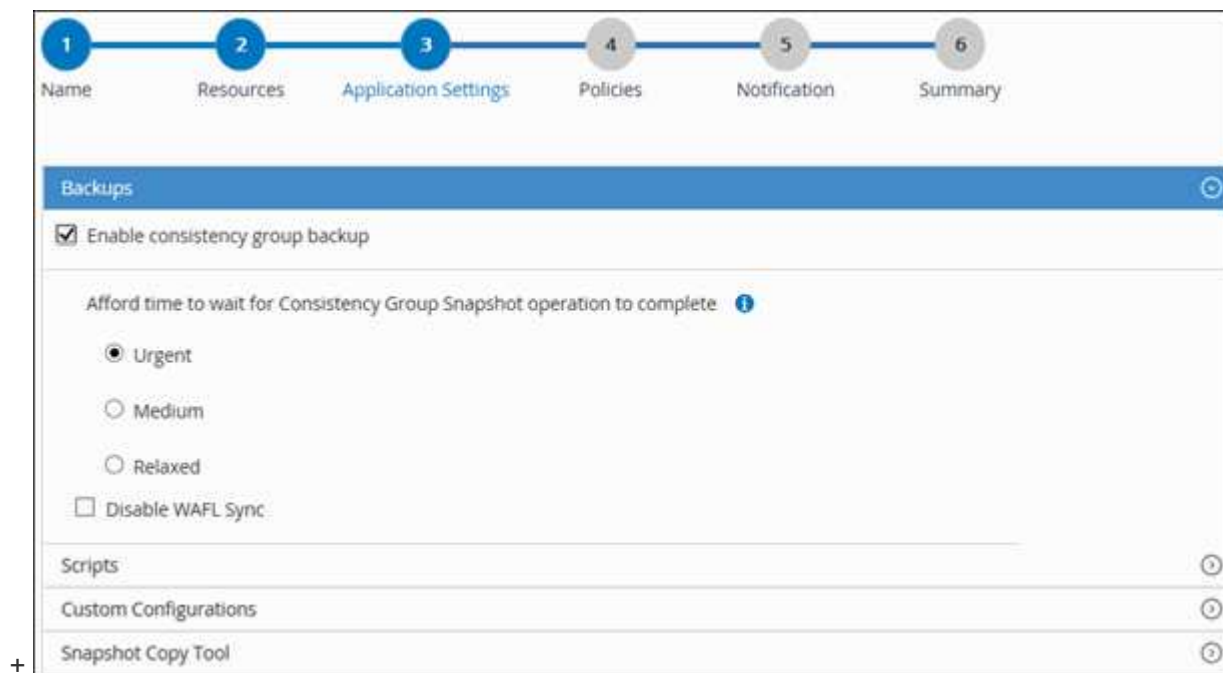 1 2 3 4 5 6
Name Resources Application Settings Policies Notification Summary
Backups
Enable consistency group backup
Afford time to wait for Consistency Group Snapshot operation to complete i
Urgent
Medium
Relaxed
Disable WAFL Sync
Scripts
Custom Configurations
Snapshot Copy Tool
+